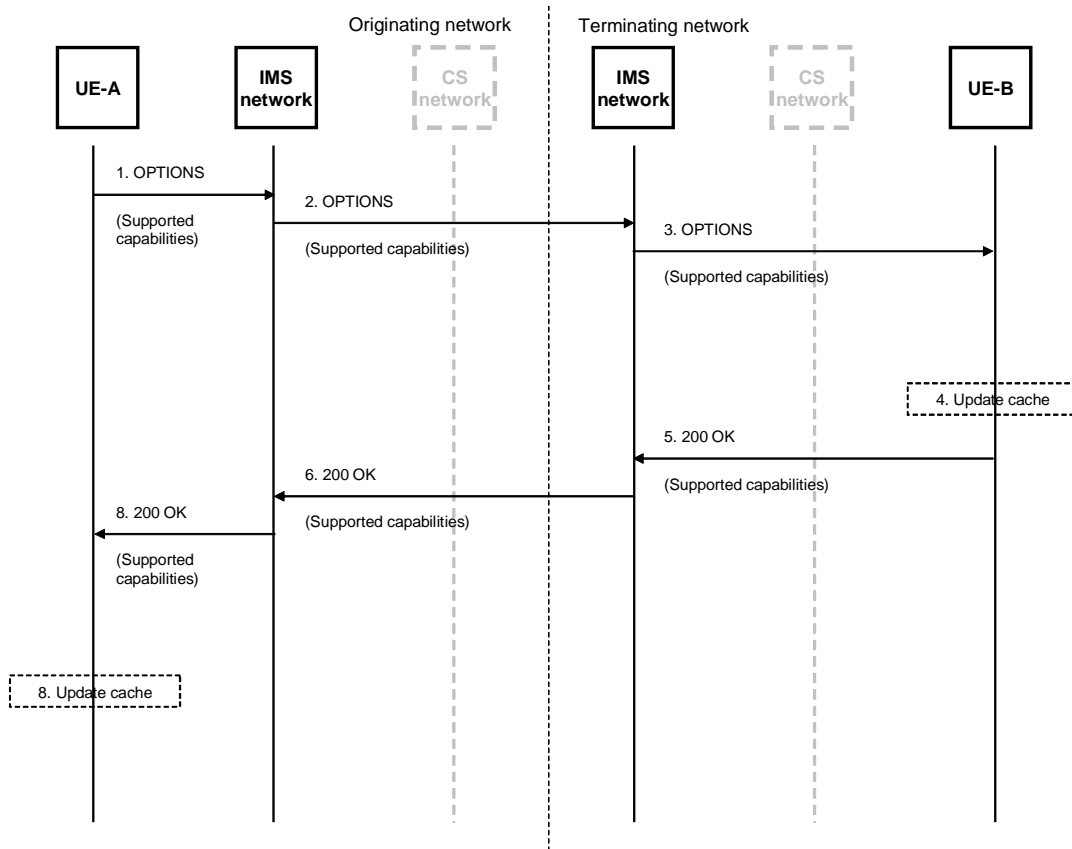 Originating network
Terminating network
UE-A
IMS
network
CS
network
IMS
network
CS
network
UE-B
1. OPTIONS
(Supported
capabilities)
2. OPTIONS
(Supported capabilities)
3. OPTIONS
(Supported capabilities)
4. Update cache
5. 200 OK
(Supported capabilities)
6. 200 OK
(Supported capabilities)
8. 200 OK
(Supported
capabilities)
8. Update cache